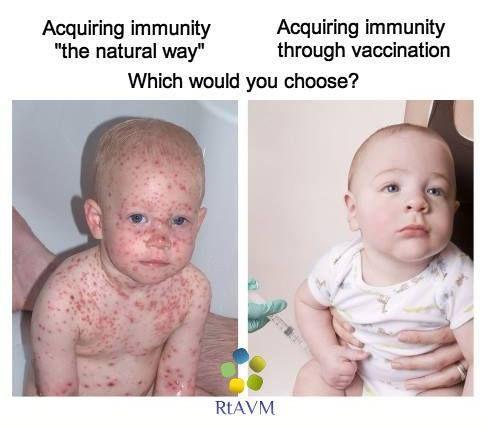 Acquiring immunity
"the natural way"
Acquiring immunity
through vaccination
Which would you choose?
RtAVM